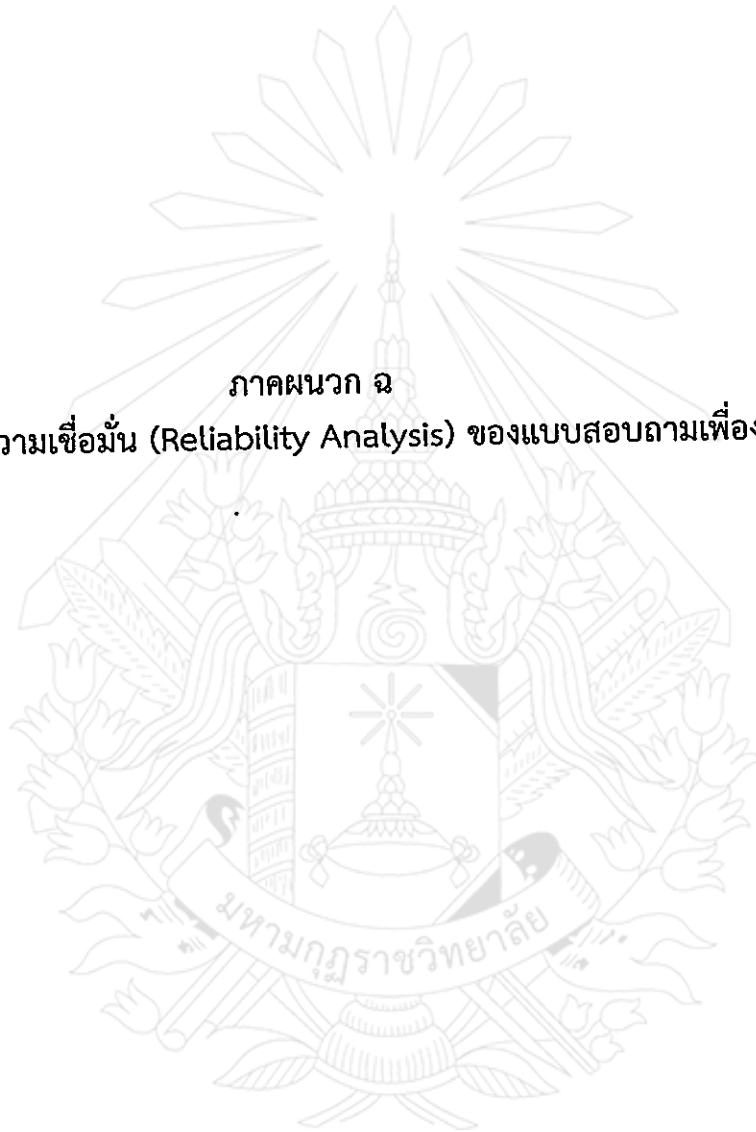 ภาคผนวก ฉ
วามเชื่อมั่น (Reliability Analysis) ของแบบสอบถามเพื่อง
มหามกุฏราชวิทยาลัย